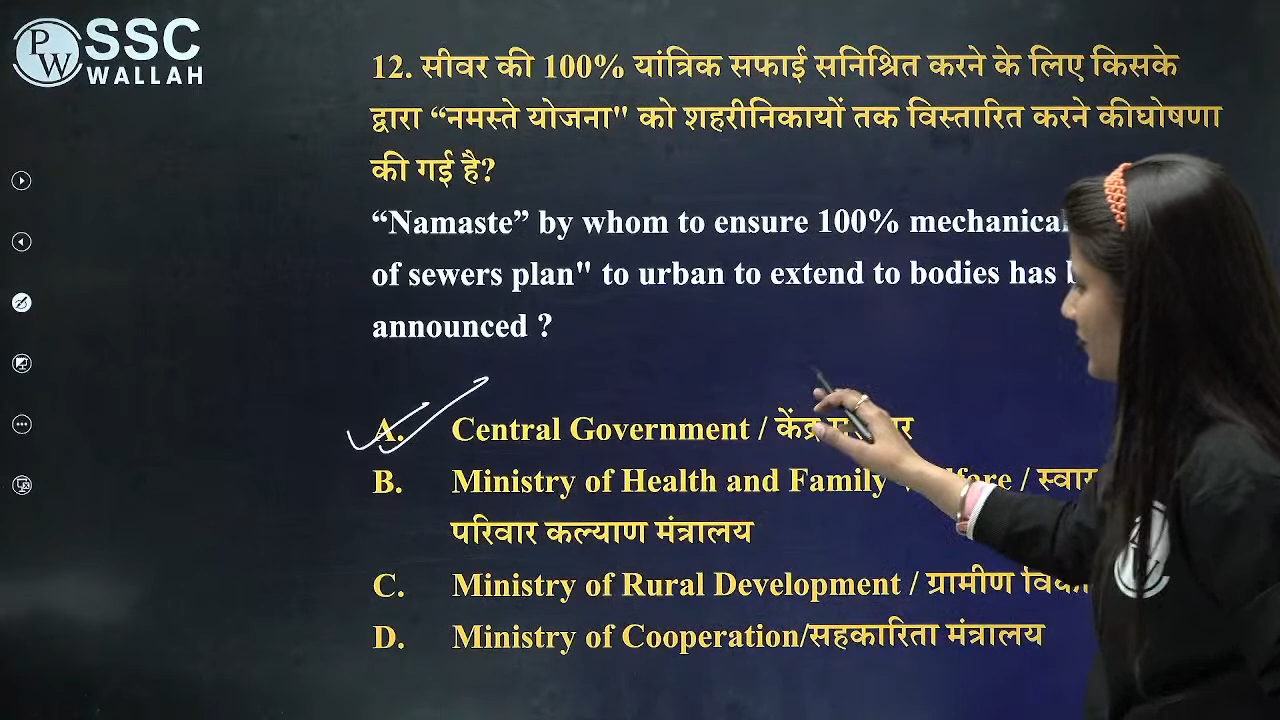 PW SSC
WALLAH
12. सीवर की 100% यांत्रिक सफाई सनिश्चित करने के लिए किसके
द्वारा “नमस्ते योजना" को शहरीनिकायों तक विस्तारित करने कीघोषणा
की गई है?
“Namaste” by whom to ensure 100% mechanical
of sewers plan" to urban to extend to bodies has
announced ?
A. Central Government / केंद्र
B. Ministry of Health and Family /
परिवार कल्याण मंत्रालय
C. Ministry of Rural Development / ग्रामीण
D. Ministry of Cooperation/सहकारिता मंत्रालय